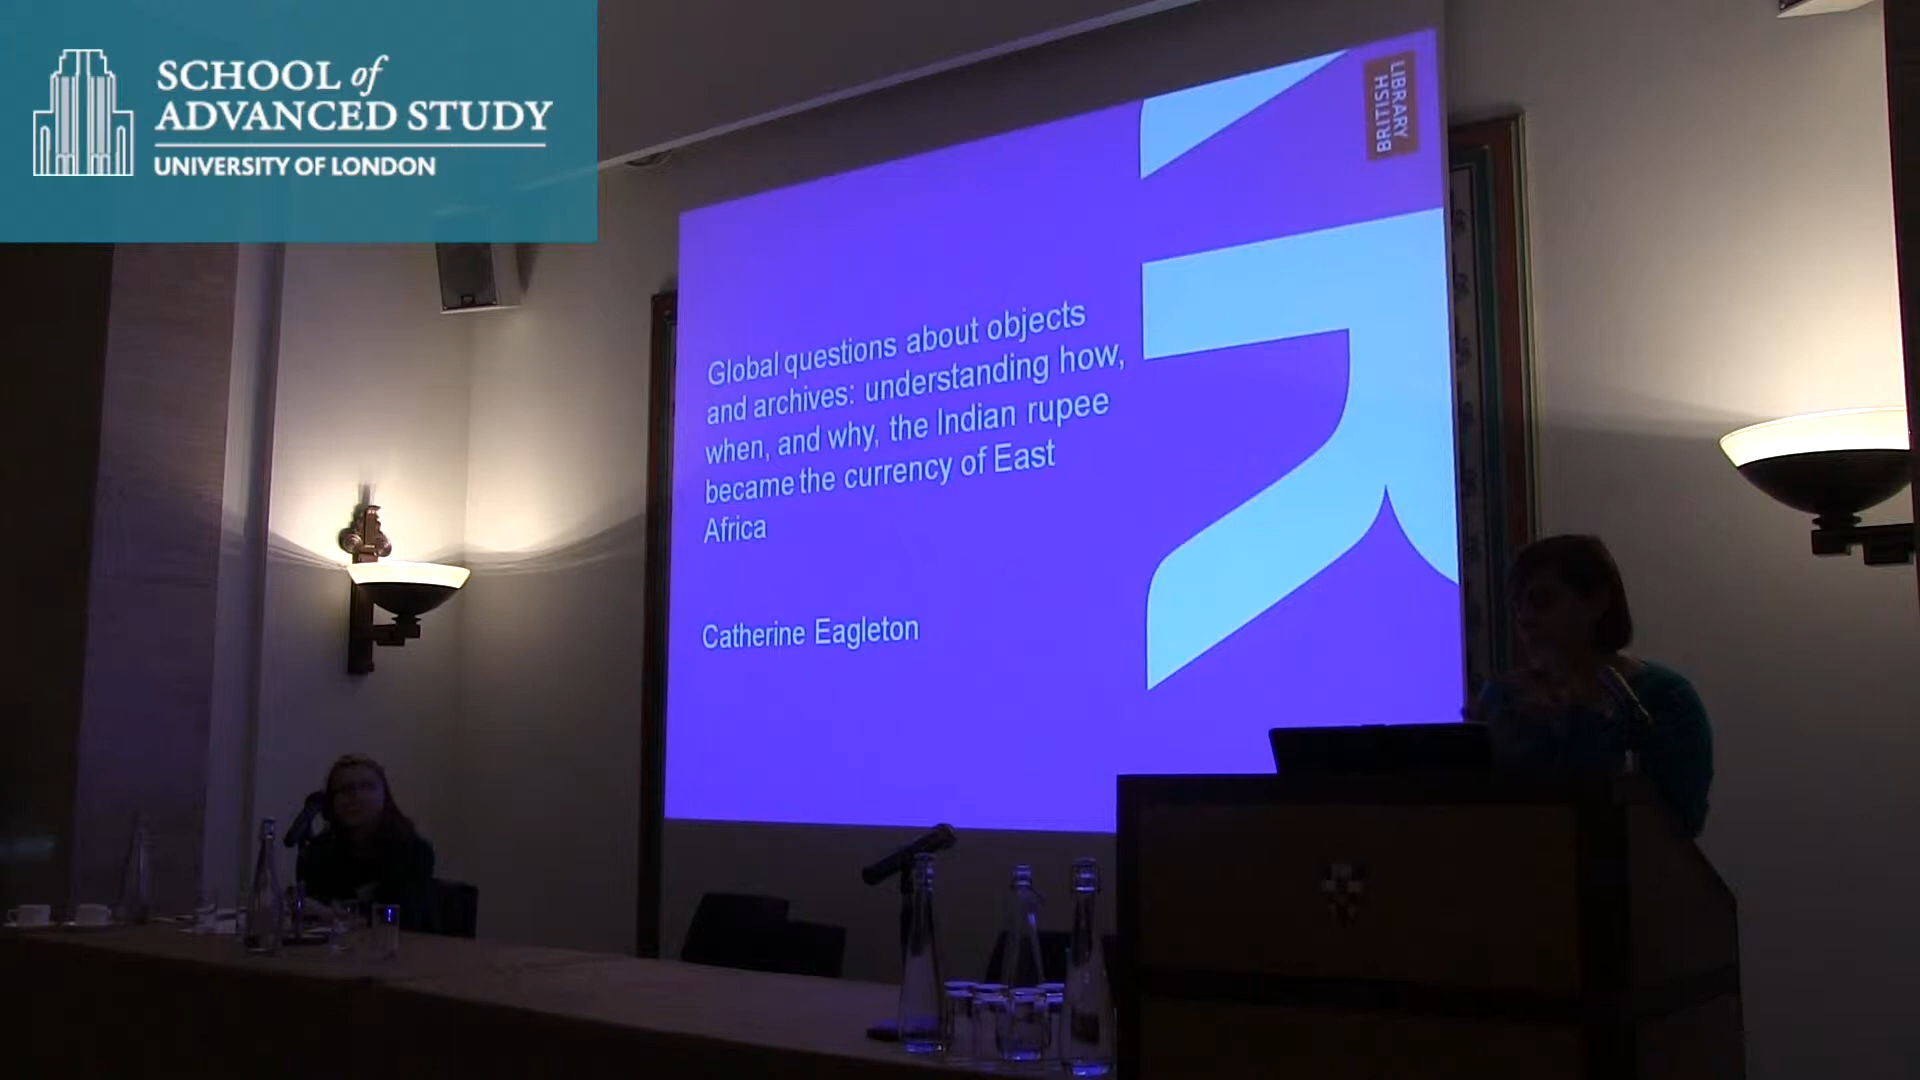 SCHOOL of
ADVANCED STUDY
UNIVERSITY OF LONDON
LIBRARY
BRITISH
Global questions about objects
and archives: understanding how,
when, and why, the Indian rupee
became the currency of East
Africa
Catherine Eagleton